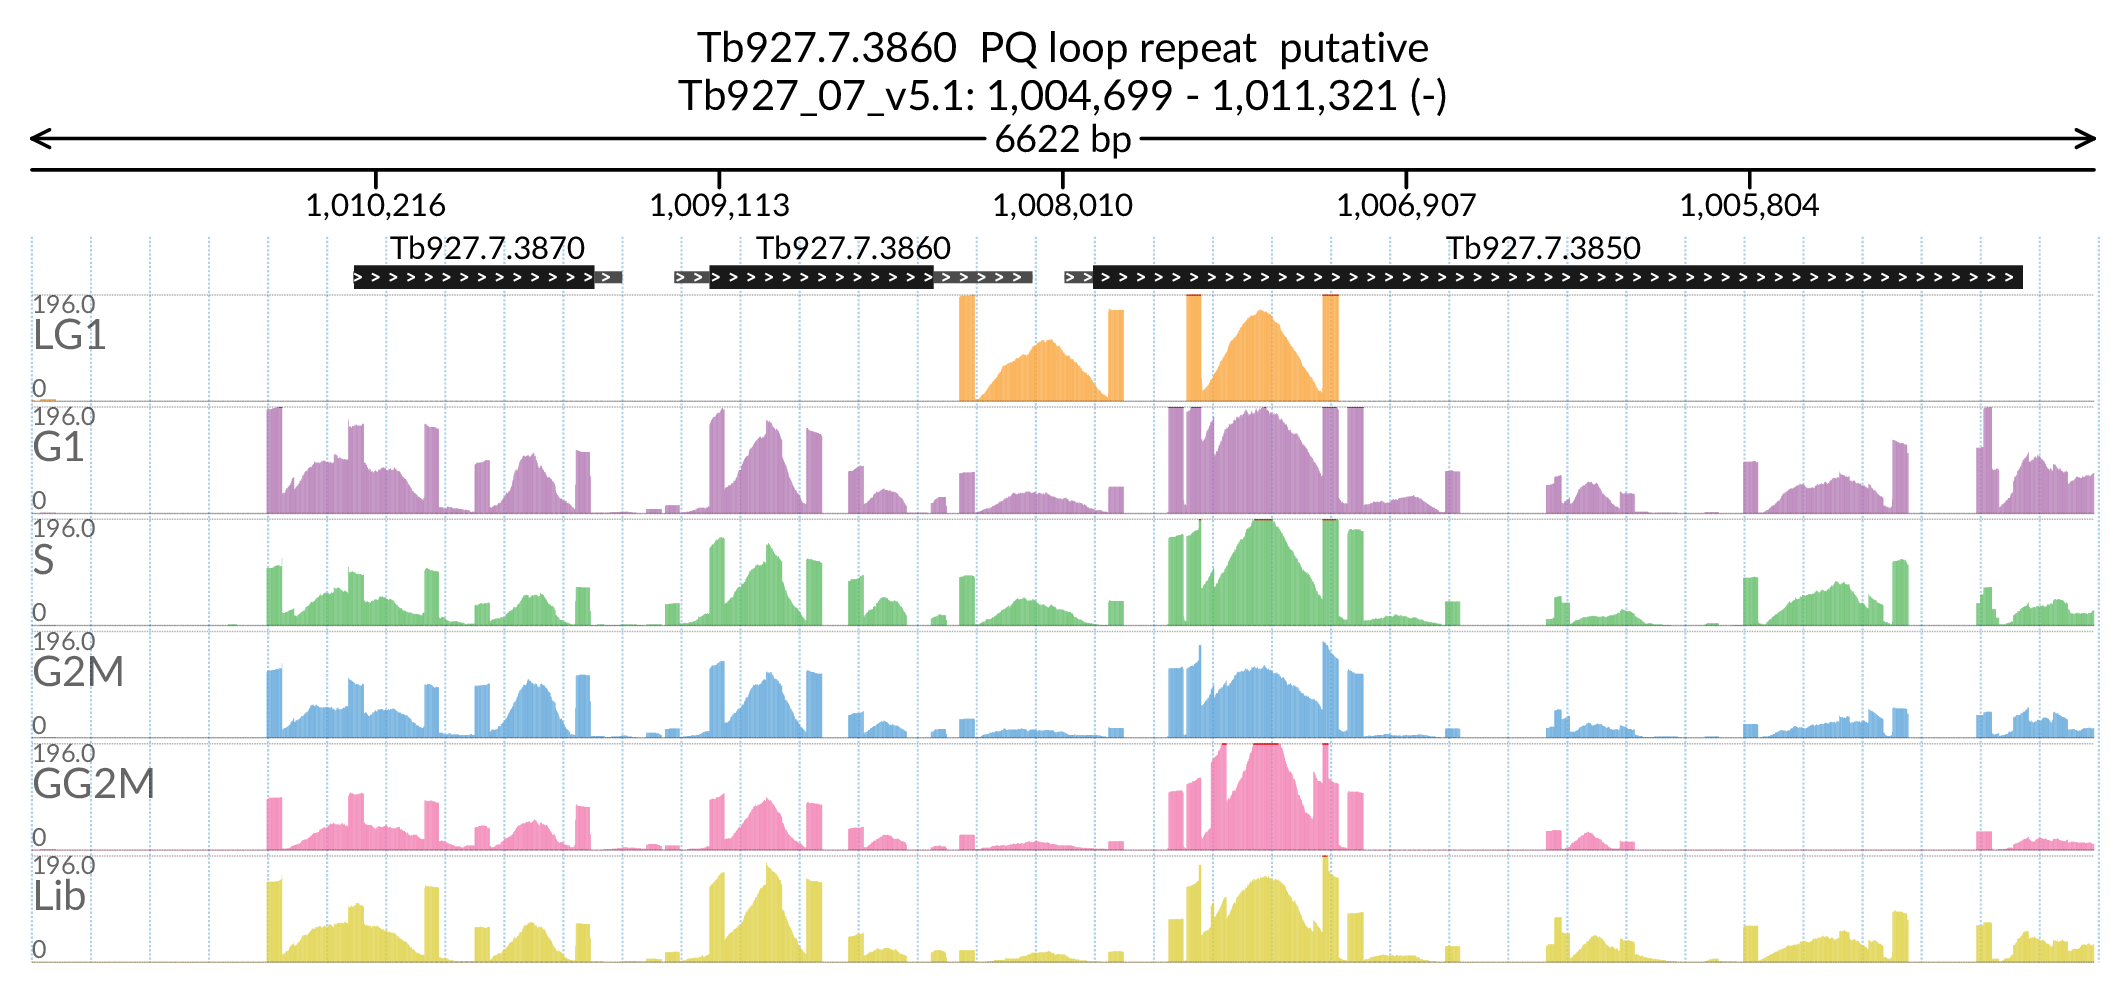 Tb927.7.3860  PQ loop repeat  putative
Tb927_07_v5.1: 1,004,699 - 1,011,321 (-)
6622 bp
1,010,216 1,009,113 1,008,010 1,006,907 1,005,804
Tb927.7.3870 Tb927.7.3860 Tb927.7.3850
196.0
LG1
0
196.0
G1
0
196.0
S
0
196.0
G2M
0
196.0
GG2M
0
196.0
Lib
0